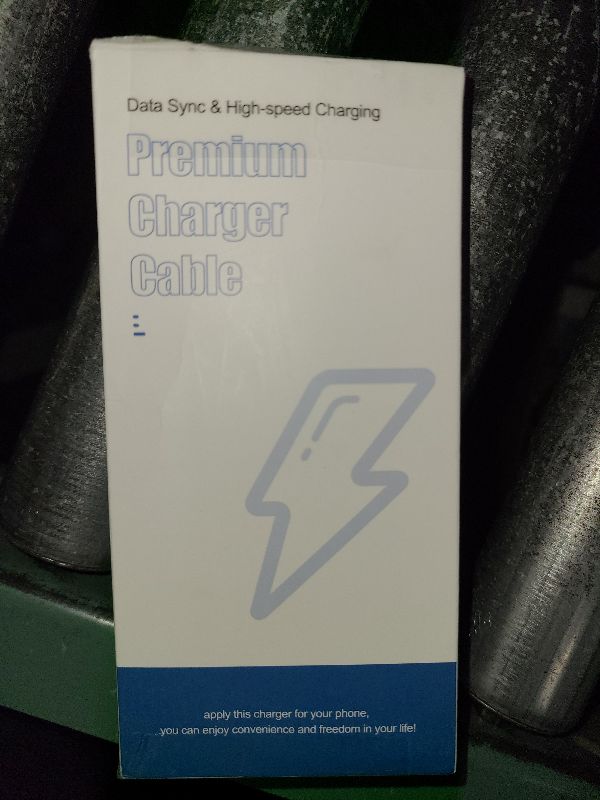 Data Sync & High-speed Charging
Premium
Charger
Cable
apply this charger for your phone,
you can enjoy convenience and freedom in your life!